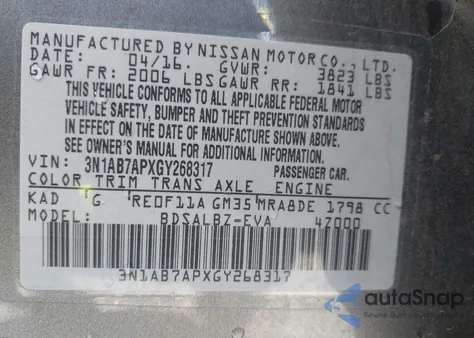 MANUFACTURED BY NISSAN MOTOR CO., LTD.
DATE: 04/16. GVWR: 3823 LBS
GAWR FR: 2006 LBS GAWR RR: 1841 LBS
THIS VEHICLE CONFORMS TO ALL APPLICABLE FEDERAL MOTOR
VEHICLE SAFETY, BUMPER AND THEFT PREVENTION STANDARDS
IN EFFECT ON THE DATE OF MANUFACTURE SHOWN ABOVE.
SEE OWNER'S MANUAL FOR ADDITIONAL INFORMATION.
VIN: 3N1AB7APXGY268317 PASSENGER CAR.
COLOR TRIM TRANS AXLE ENGINE
KAD G RE0F11A GM35 MRA8DE 1798 CC
MODEL: BDSALBZ-EVA 4Z000
3N1AB7APXGY268317
autoSnap